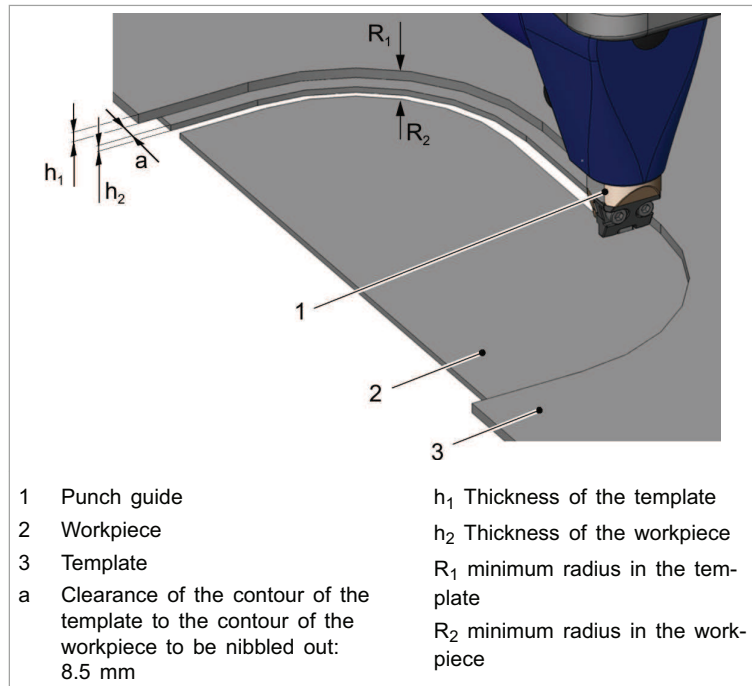 R1
R2
a
h1
h2
1
2
3
1 Punch guide
2 Workpiece
3 Template
a Clearance of the contour of the
template to the contour of the
workpiece to be nibbled out:
8.5 mm
h1 Thickness of the template
h2 Thickness of the workpiece
R1 minimum radius in the tem-
plate
R2 minimum radius in the work-
piece